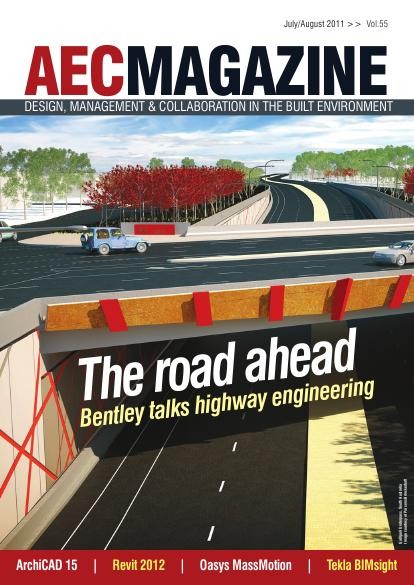 July/August 2011 >> Vol.55
AECMAGAZINE
DESIGN, MANAGEMENT & COLLABORATION IN THE BUILT ENVIRONMENT
The road ahead
Bentley talks highway engineering
ArchiCAD 15 | Revit 2012 | Oasys MassMotion | Tekla BIMsight